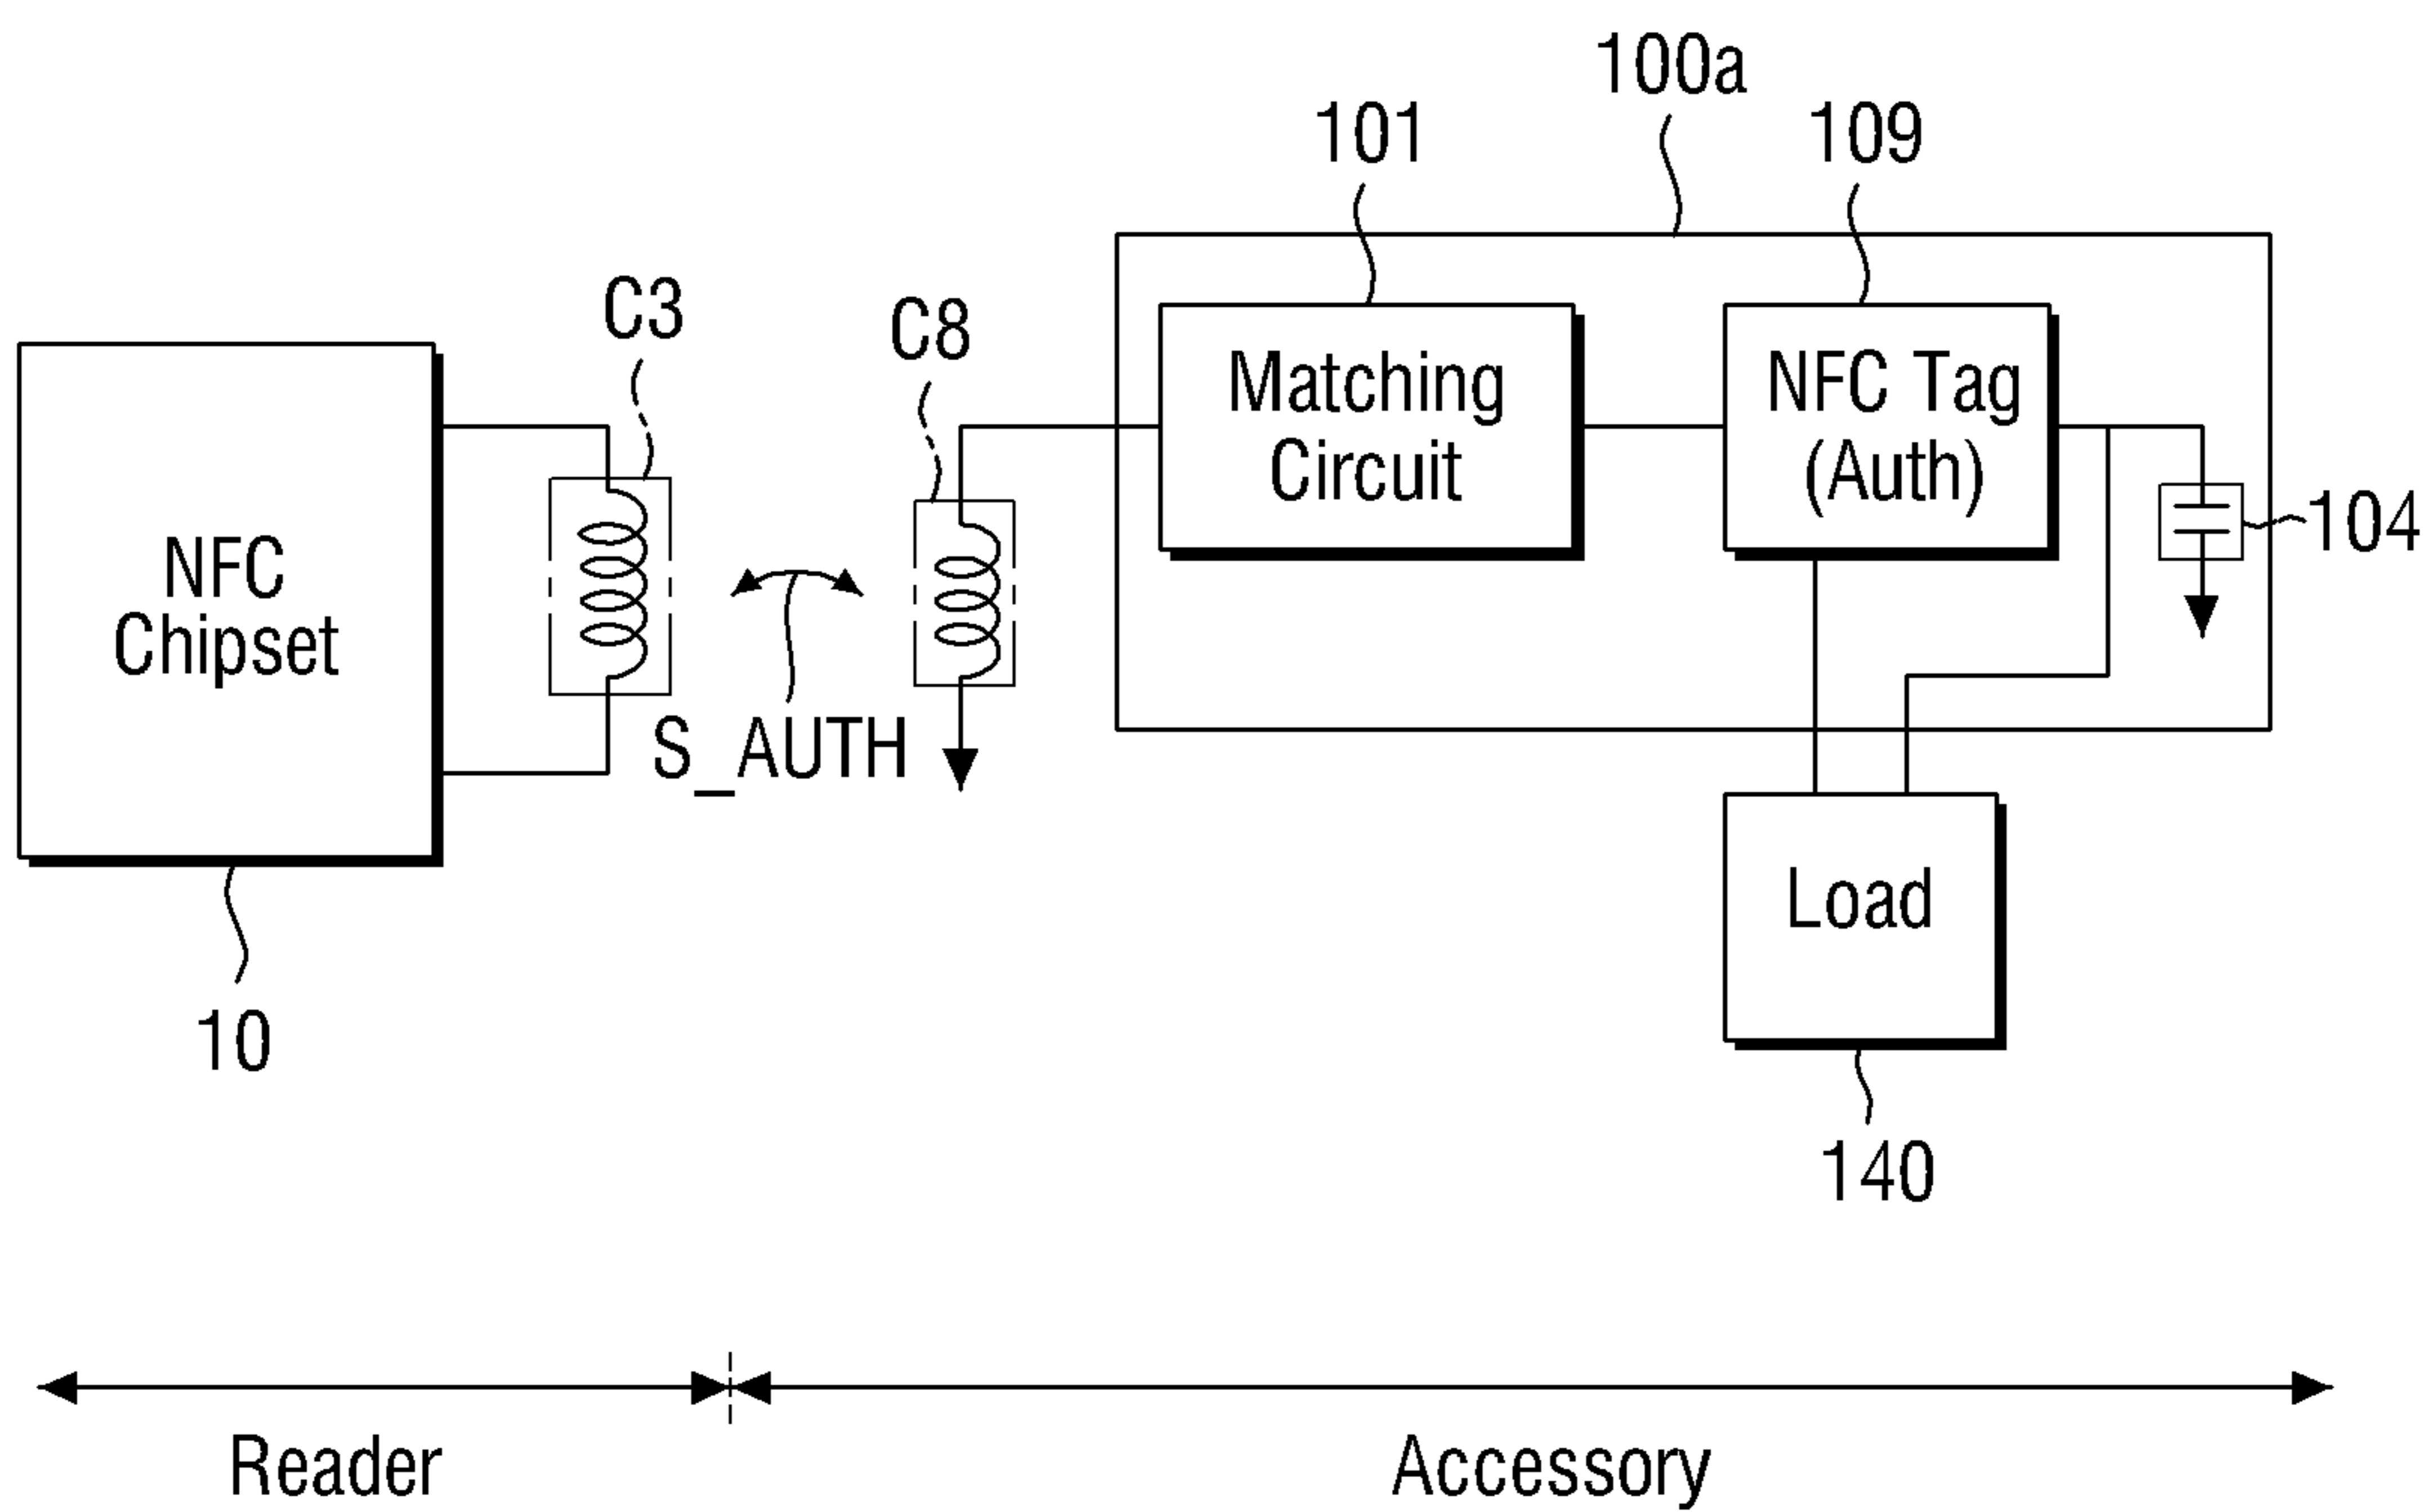 100a
101
109
C3
C8
Matching
Circuit
NFC Tag
(Auth)
104
NFC
Chipset
S_AUTH
Load
10
140
Reader
Accessory